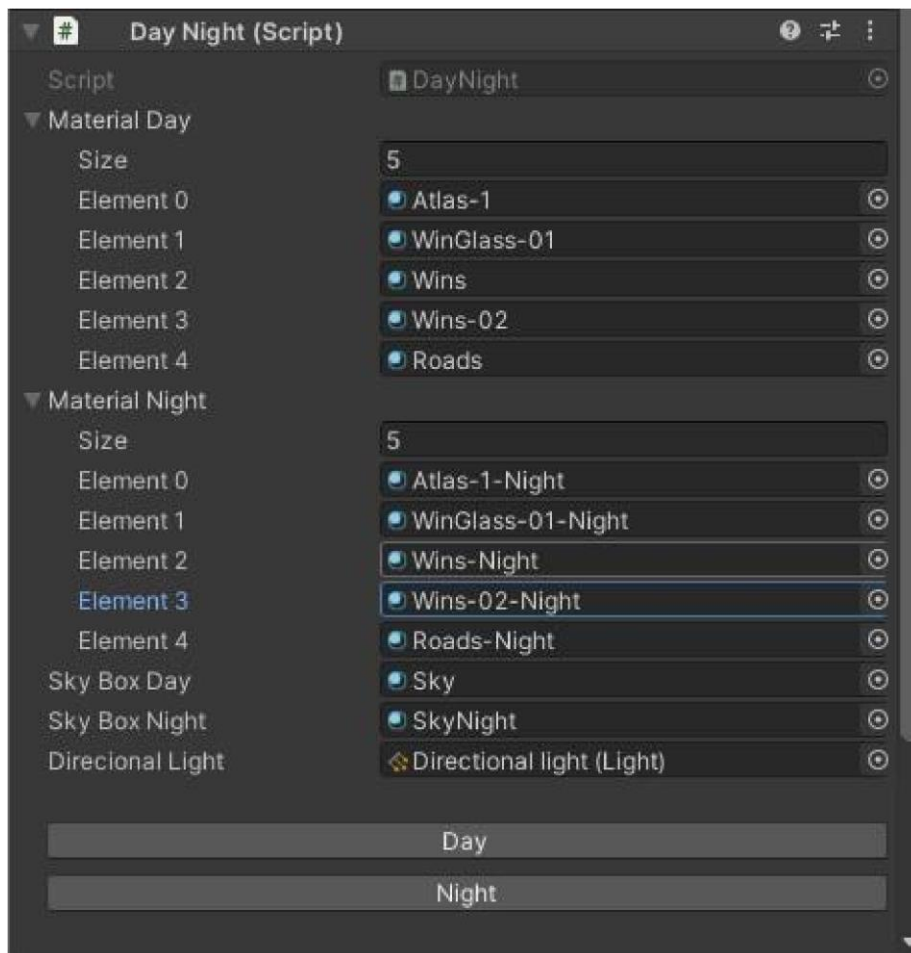 # Day Night (Script)
Script # DayNight
Material Day
Size 5
Element 0 Atlas-1
Element 1 WinGlass-01
Element 2 Wins
Element 3 Wins-02
Element 4 Roads
Material Night
Size 5
Element 0 Atlas-1-Night
Element 1 WinGlass-01-Night
Element 2 Wins-Night
Element 3 Wins-02-Night
Element 4 Roads-Night
Sky Box Day Sky
Sky Box Night SkyNight
Direcional Light Directional light (Light)
Day
Night